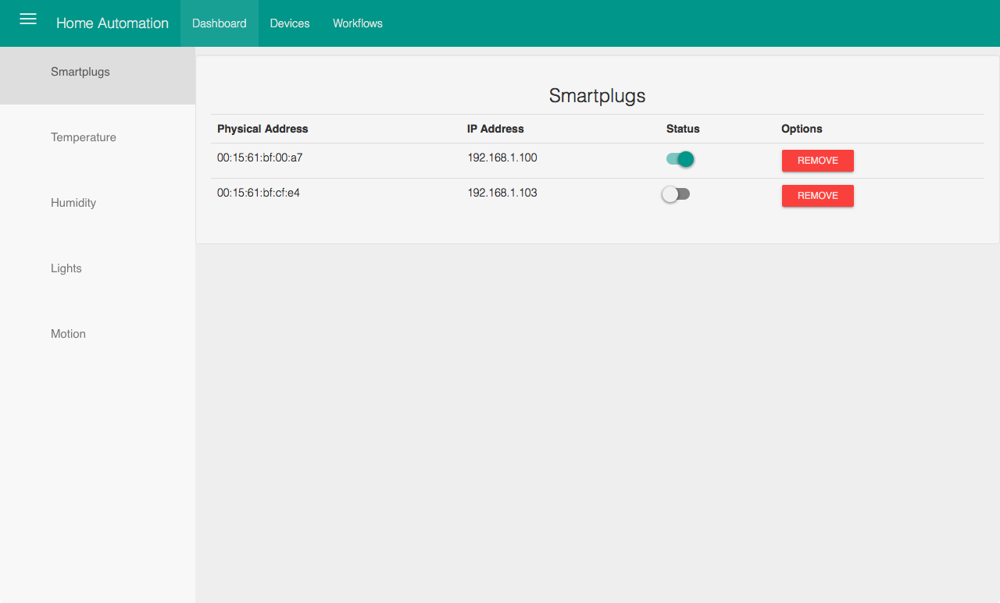 Home Automation Dashboard Devices Workflows
Smartplugs
Temperature
Humidity
Lights
Motion
Smartplugs
Physical Address IP Address Status Options
00:15:61:bf:00:a7 192.168.1.100 REMOVE
00:15:61:bf:cf:e4 192.168.1.103 REMOVE